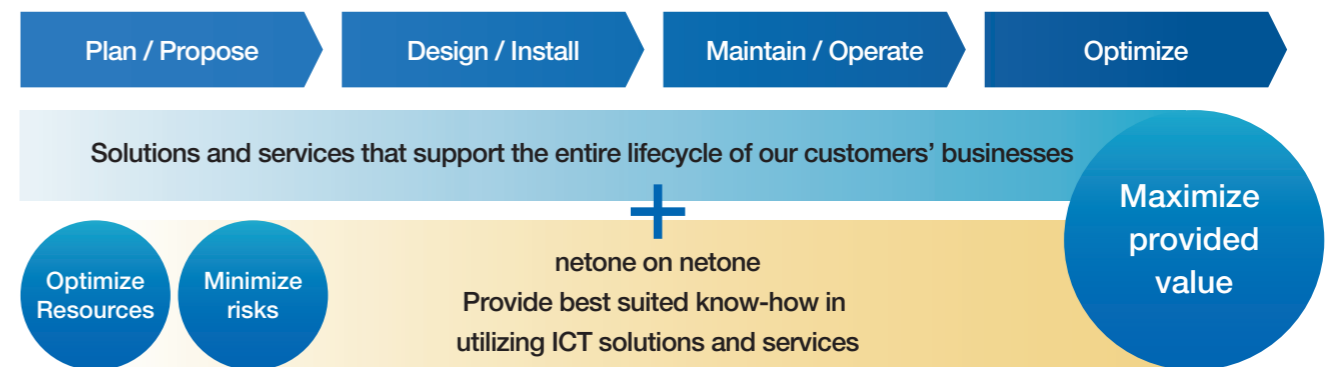 Plan / Propose
Design / Install
Maintain / Operate
Optimize
Solutions and services that support the entire lifecycle of our customers’ businesses
+
Maximize
provided
value
Optimize
Resources
Minimize
risks
netone on netone
Provide best suited know-how in
utilizing ICT solutions and services